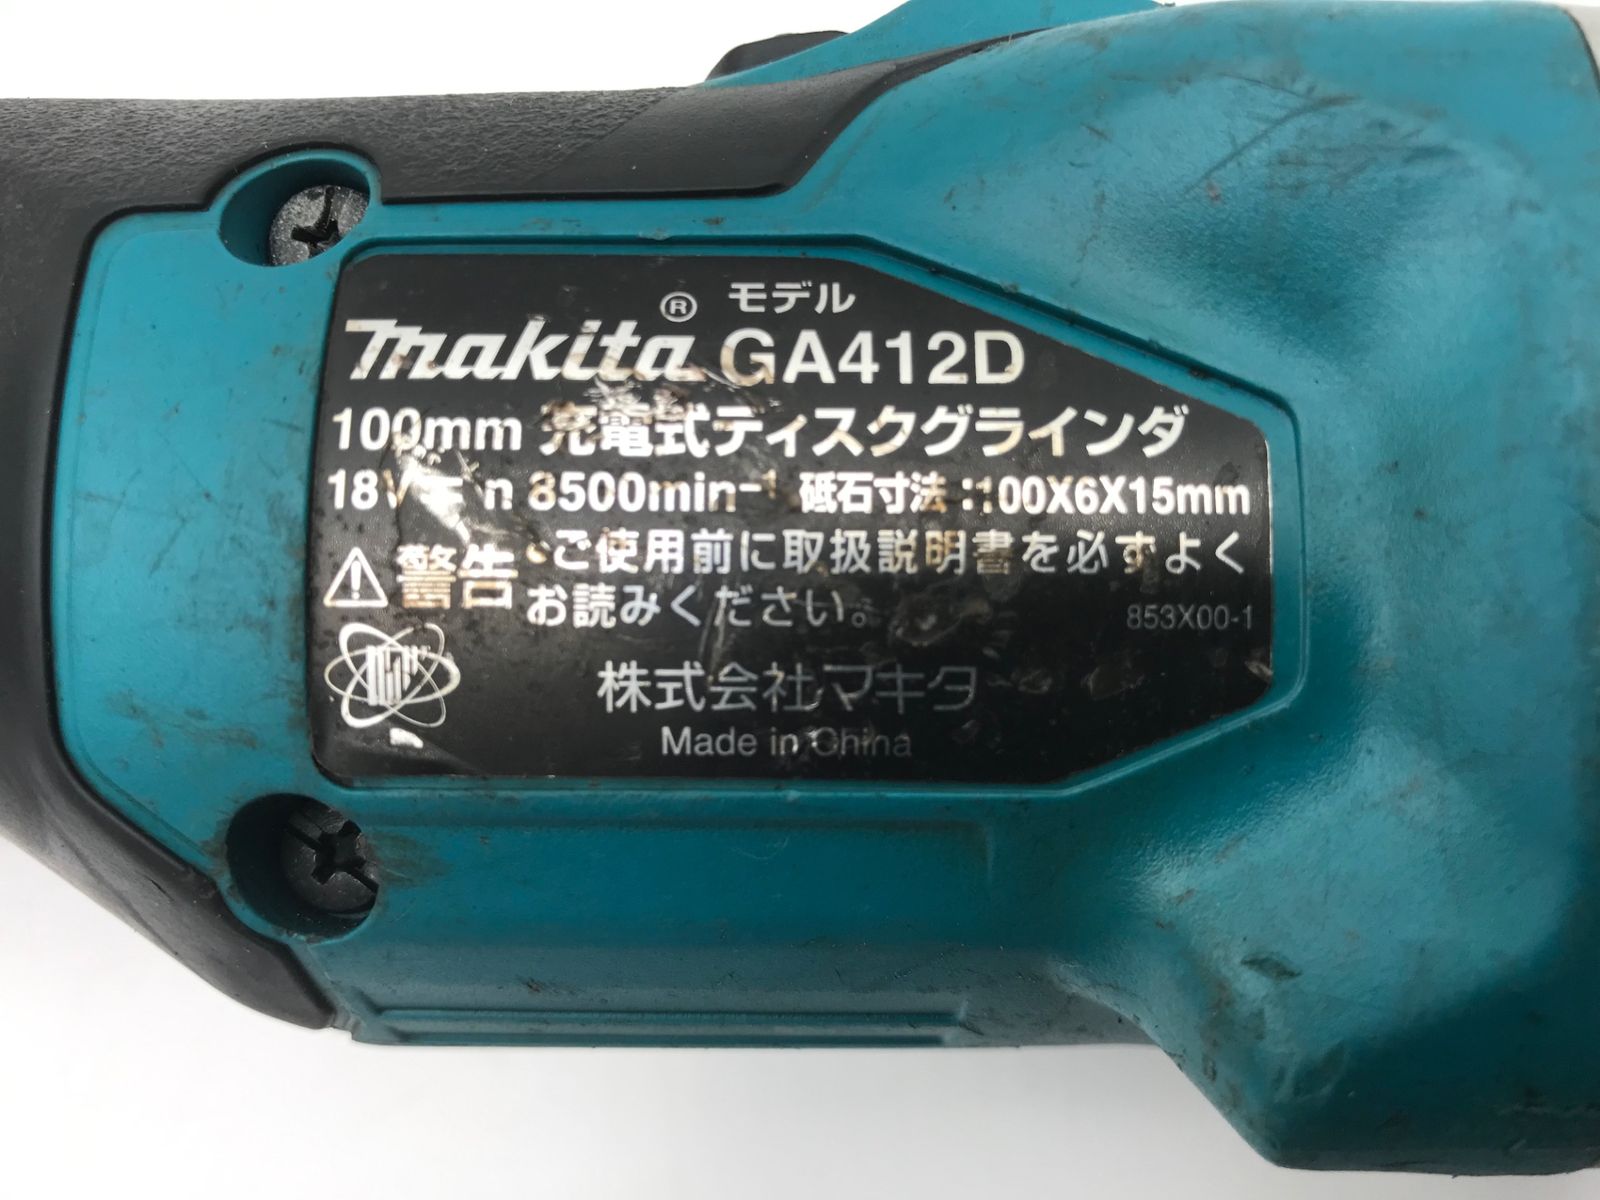 モデル
makita® GA412D
100mm 充電式ディスクグラインダ
18V⎓ n 8500min⁻¹ 砥石寸法:100X6X15mm
⚠警告 •ご使用前に取扱説明書を必ずよく
お読みください。
853X00-1
株式会社マキタ
Made in China